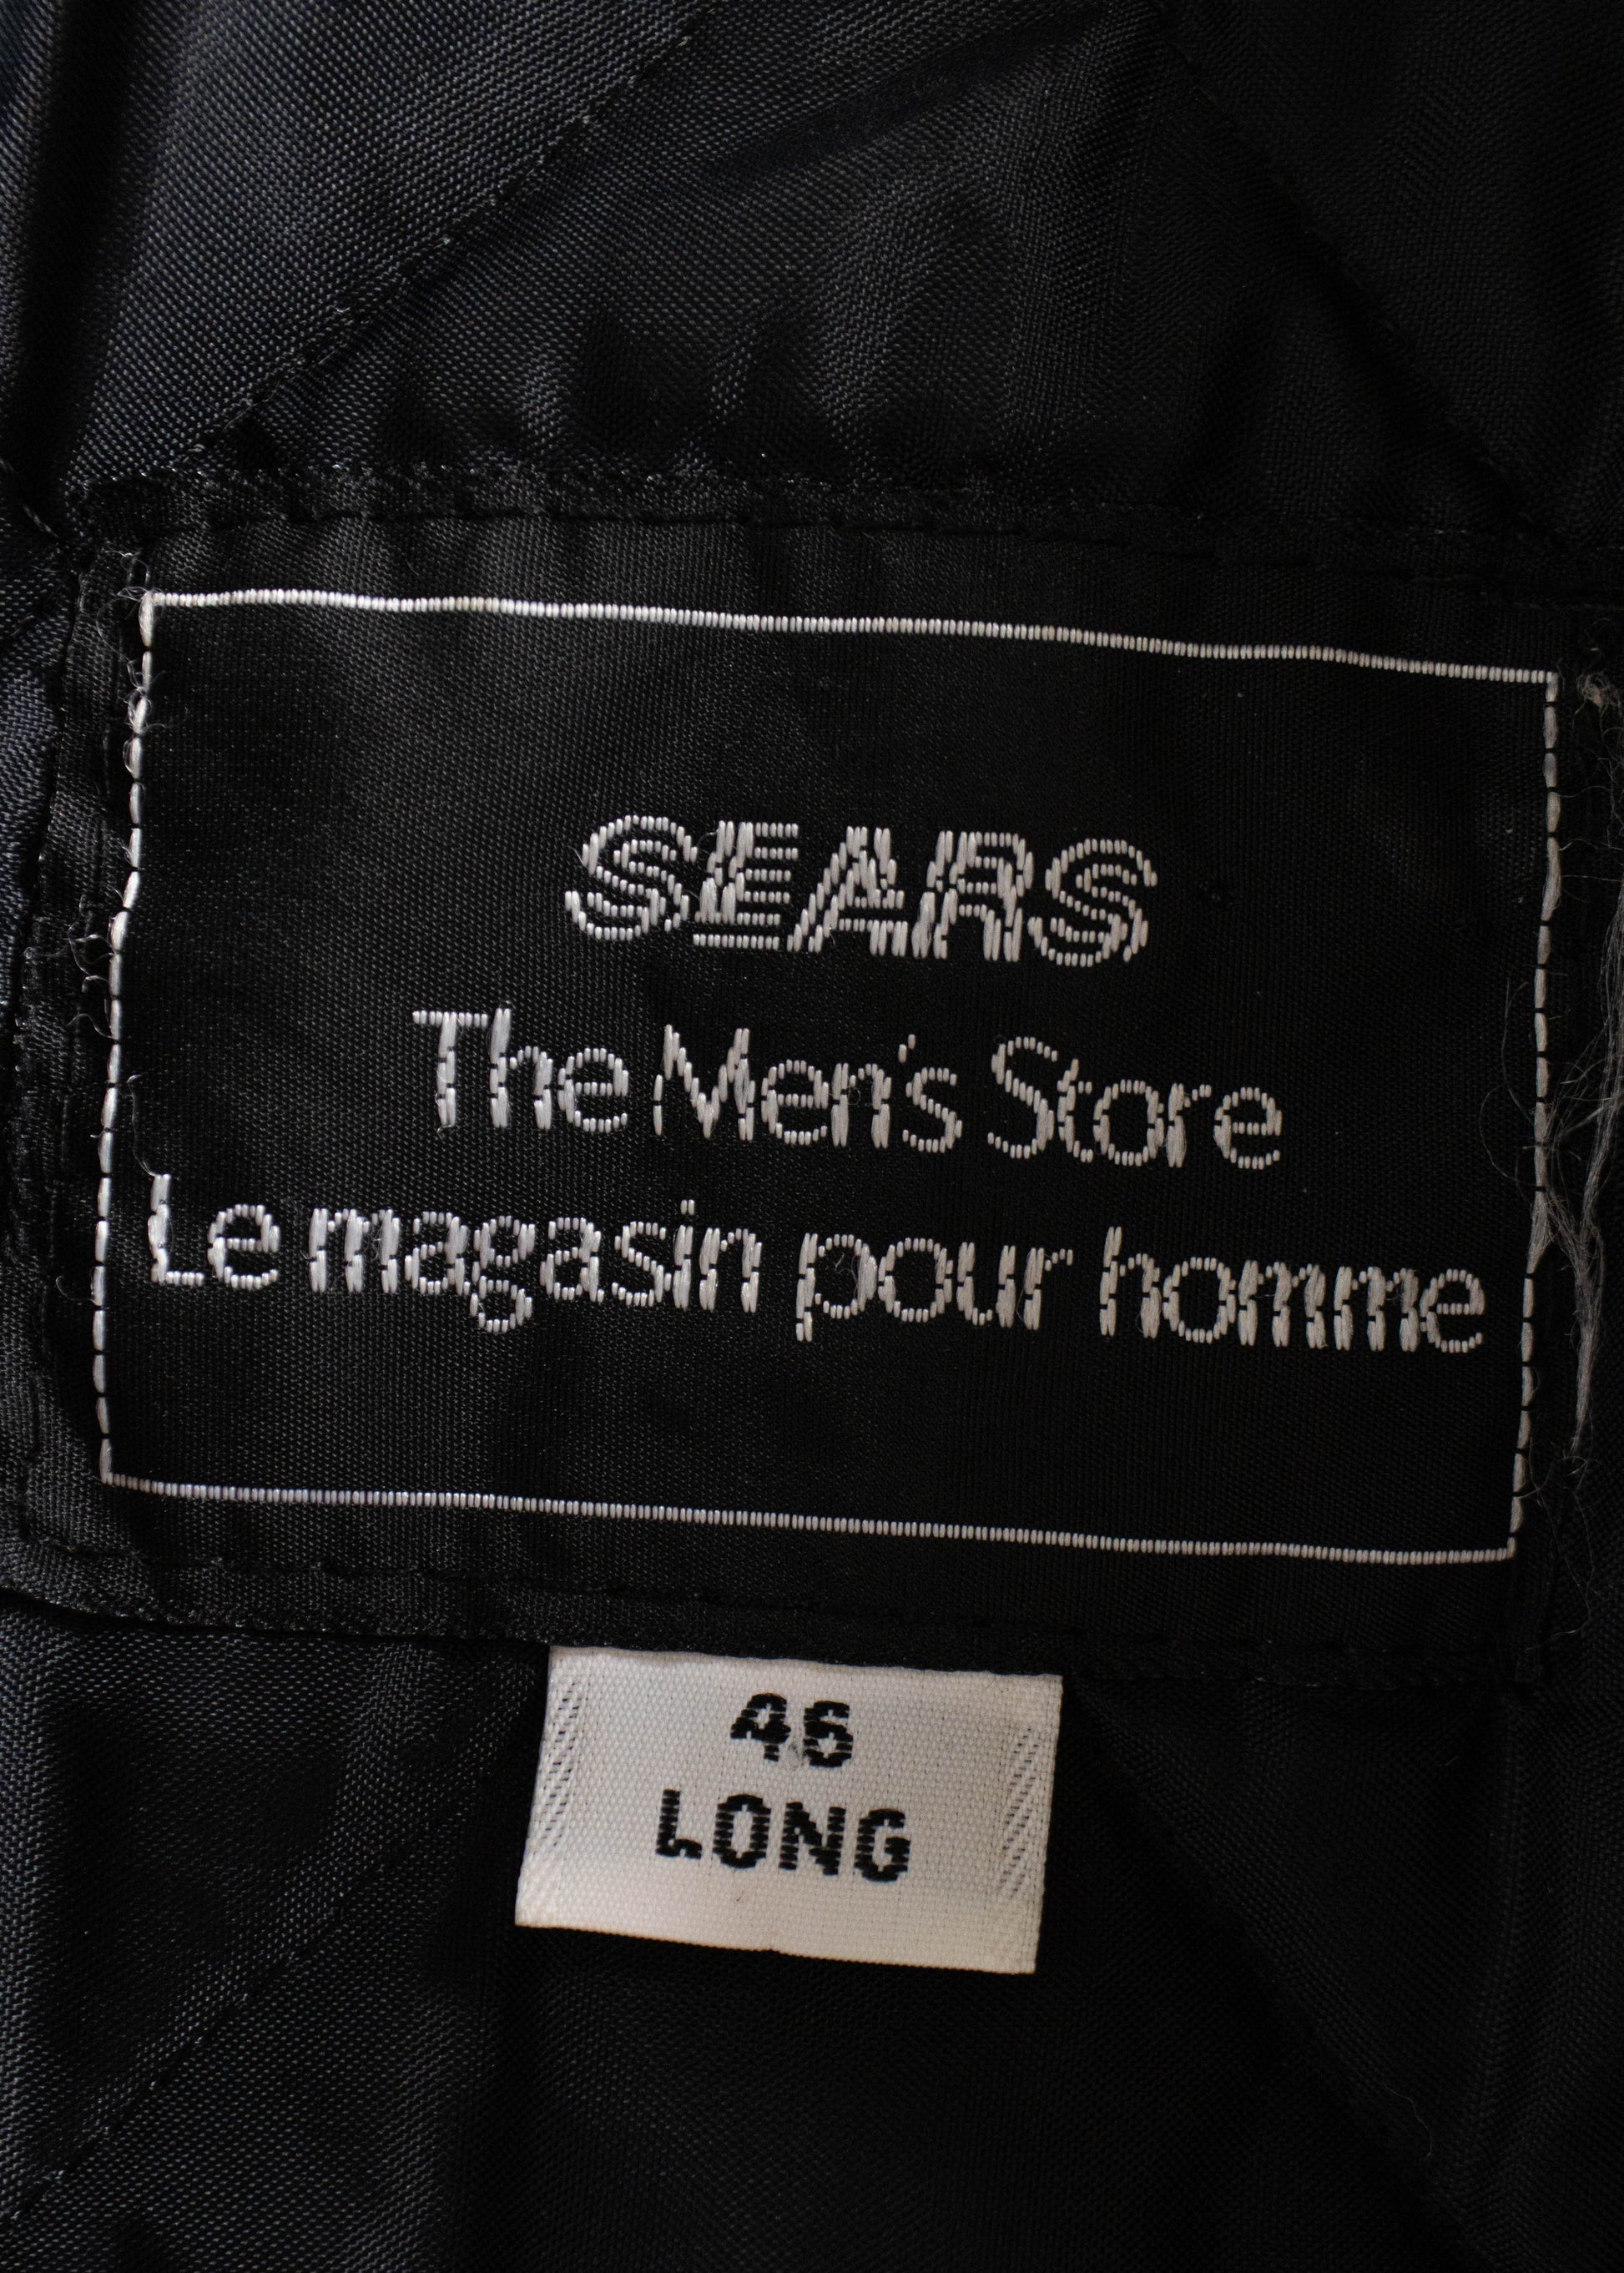 SEARS
The Men's Store
Le magasin pour homme
46
LONG